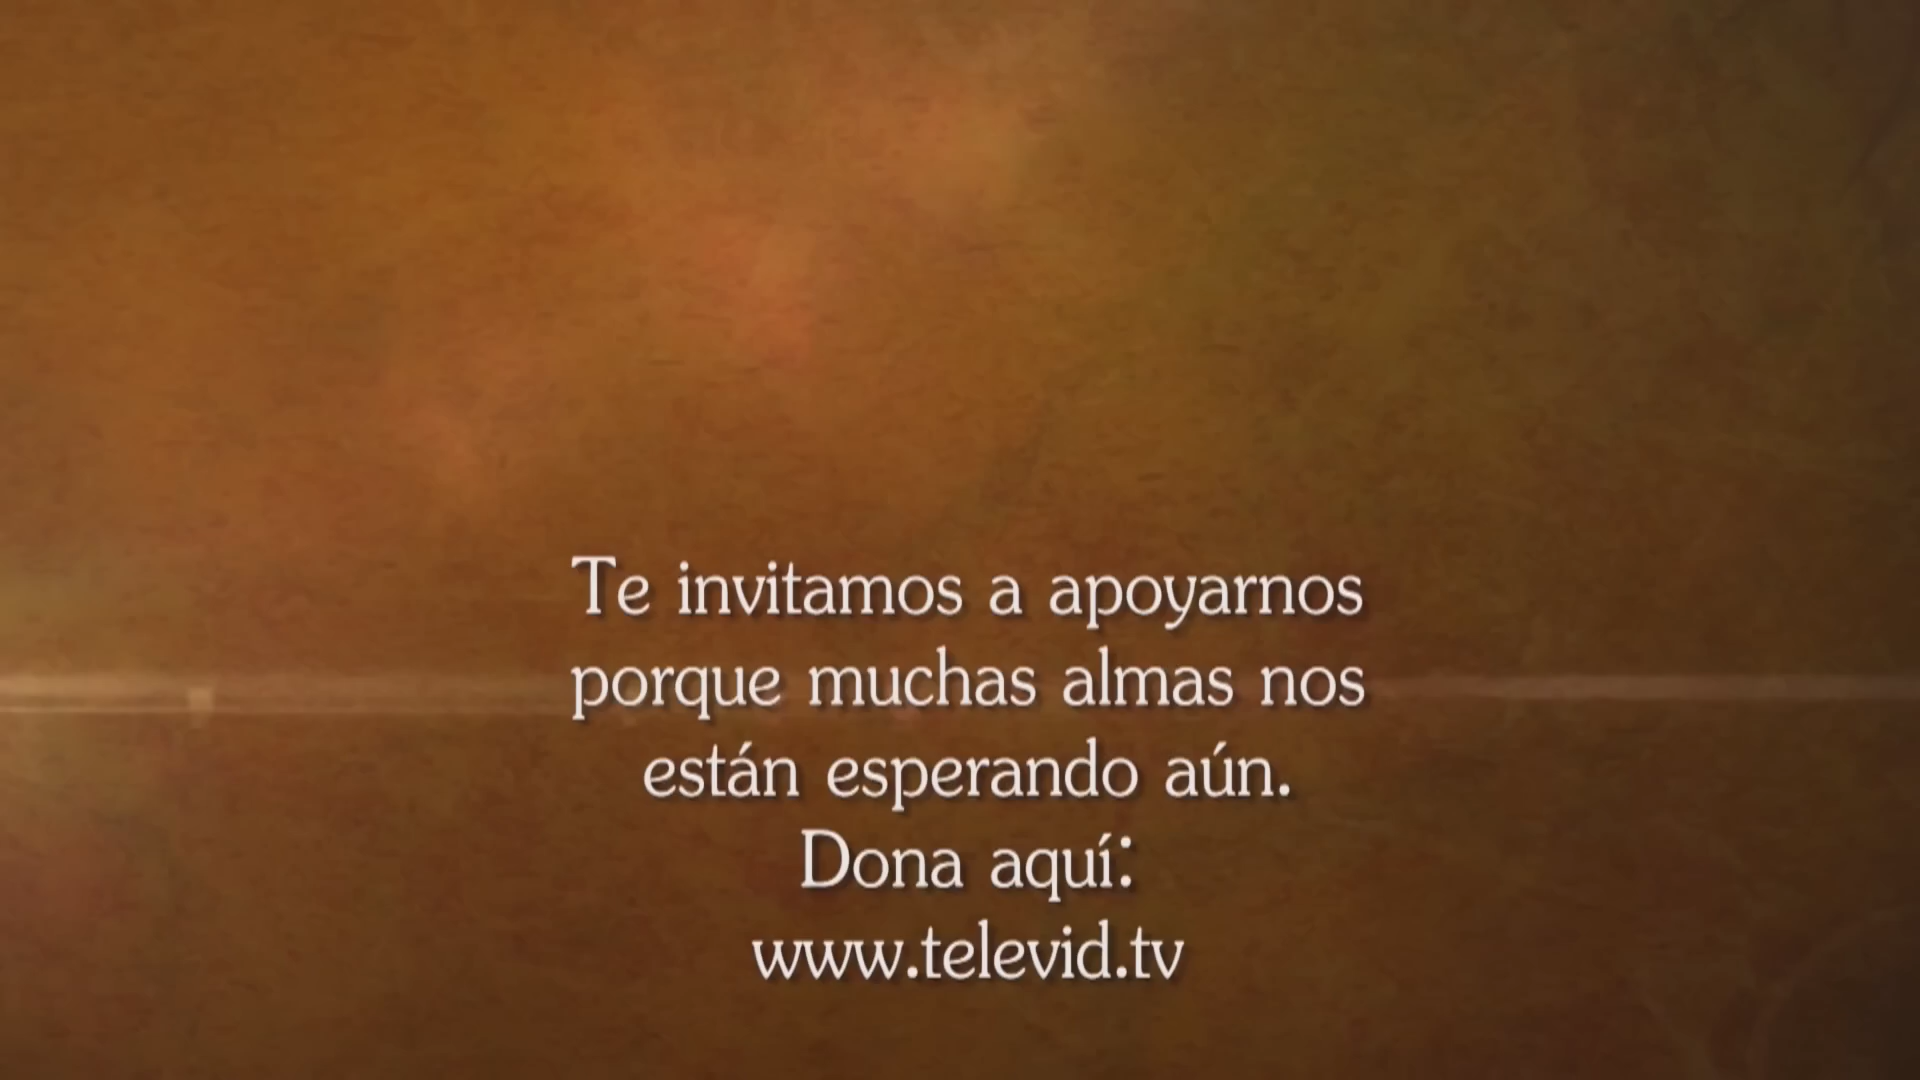 Te invitamos a apoyarnos
porque muchas almas nos
están esperando aún.
Dona aquí:
www.televid.tv